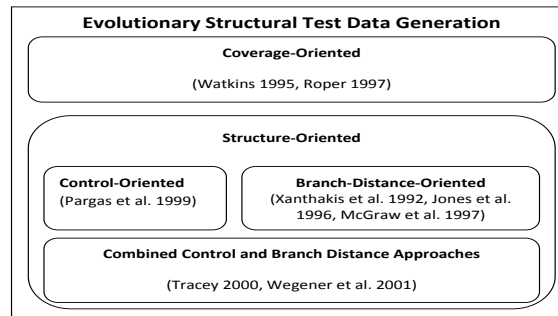 Evolutionary Structural Test Data Generation
Coverage-Oriented
(Watkins 1995, Roper 1997)
Structure-Oriented
Control-Oriented
(Pargas et al. 1999)
Branch-Distance-Oriented
(Xanthakis et al. 1992, Jones et al.
1996, McGraw et al. 1997)
Combined Control and Branch Distance Approaches
(Tracey 2000, Wegener et al. 2001)